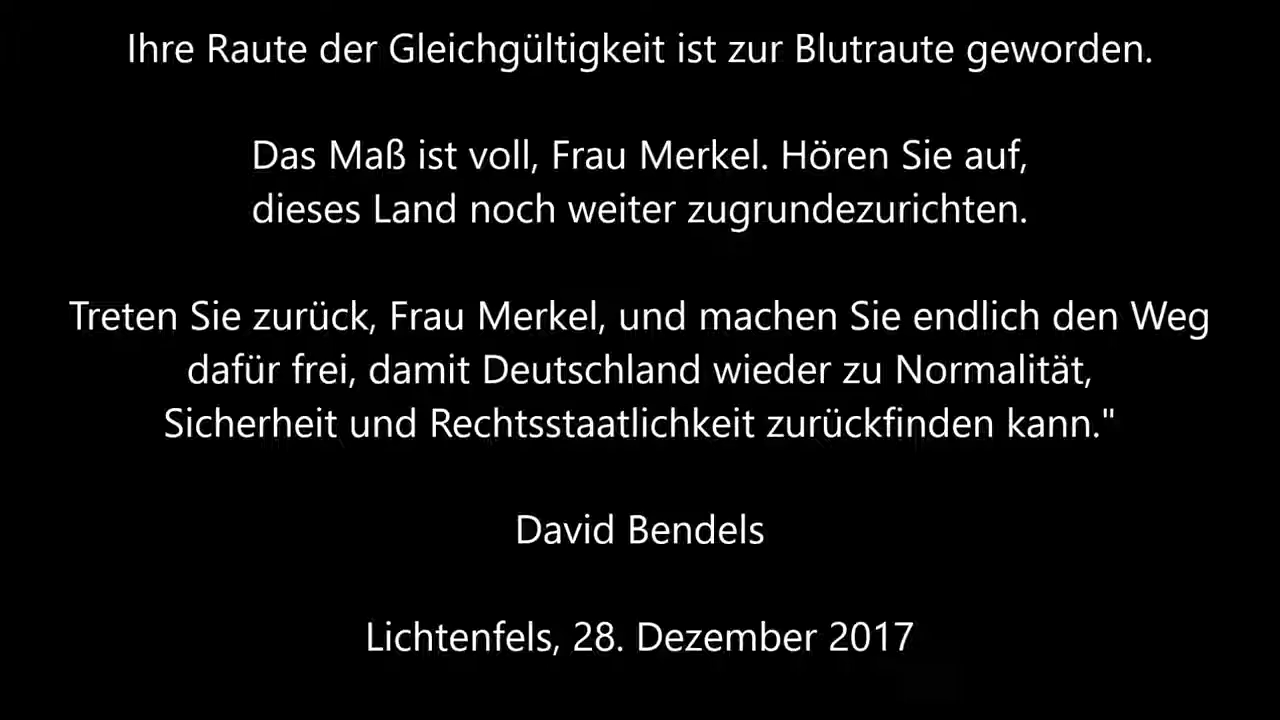 Ihre Raute der Gleichgültigkeit ist zur Blutraute geworden.
Das Maß ist voll, Frau Merkel. Hören Sie auf,
dieses Land noch weiter zugrundezurichten.
Treten Sie zurück, Frau Merkel, und machen Sie endlich den Weg
dafür frei, damit Deutschland wieder zu Normalität,
Sicherheit und Rechtsstaatlichkeit zurückfinden kann."
David Bendels
Lichtenfels, 28. Dezember 2017